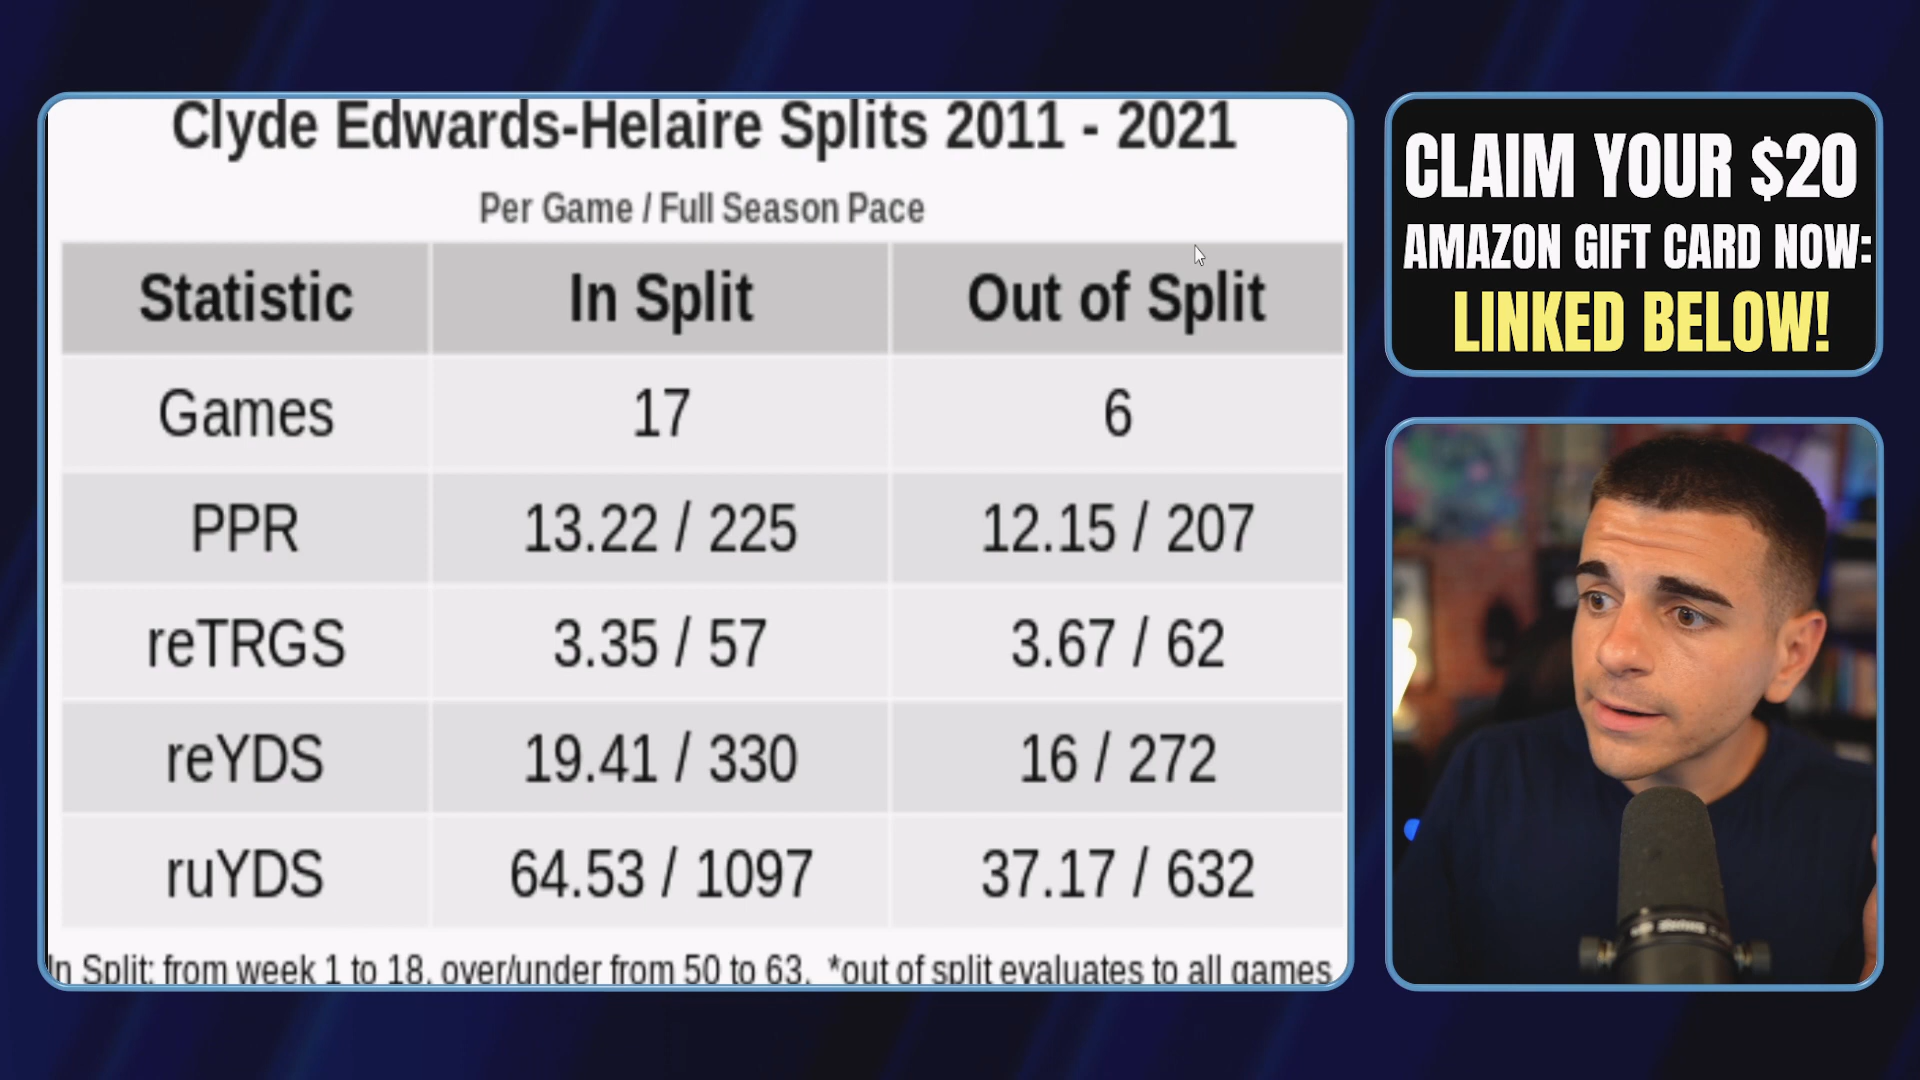 Clyde Edwards-Helaire Splits 2011 - 2021
Per Game / Full Season Pace
Statistic In Split Out of Split
Games 17 6
PPR 13.22 / 225 12.15 / 207
reTRGS 3.35 / 57 3.67 / 62
reYDS 19.41 / 330 16 / 272
ruYDS 64.53 / 1097 37.17 / 632
In Split: from week 1 to 18, over/under from 50 to 63. *out of split evaluates to all games
CLAIM YOUR $20
AMAZON GIFT CARD NOW:
LINKED BELOW!